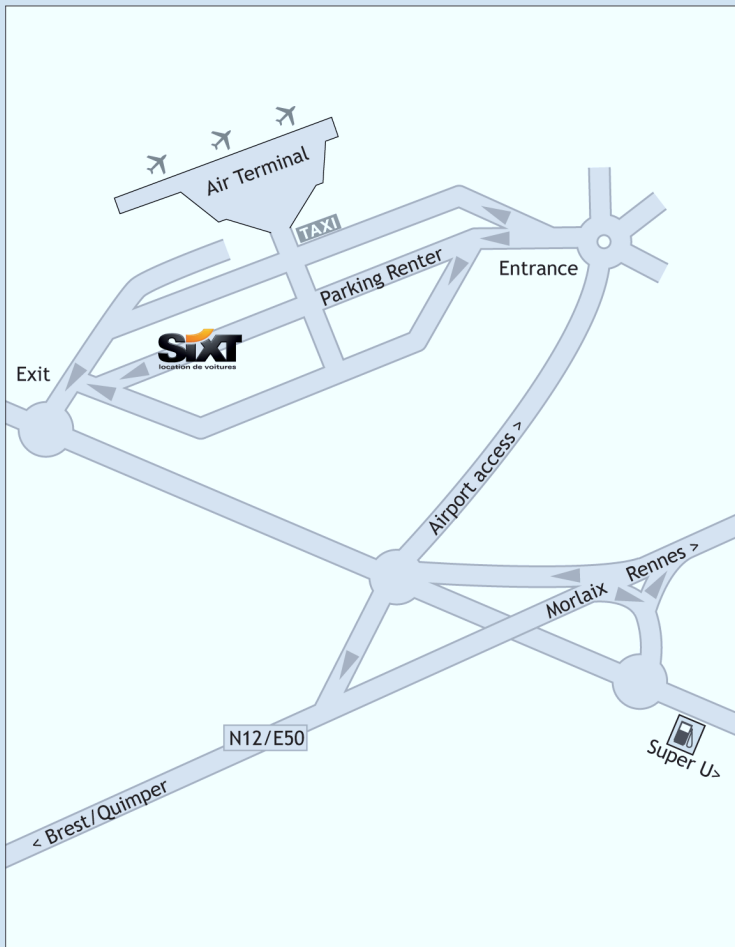 Air Terminal
TAXI
Parking Renter
Entrance
SIXT
location de voitures
Exit
Airport access >
Rennes >
Morlaix
N12/E50
Super U>
< Brest/Quimper